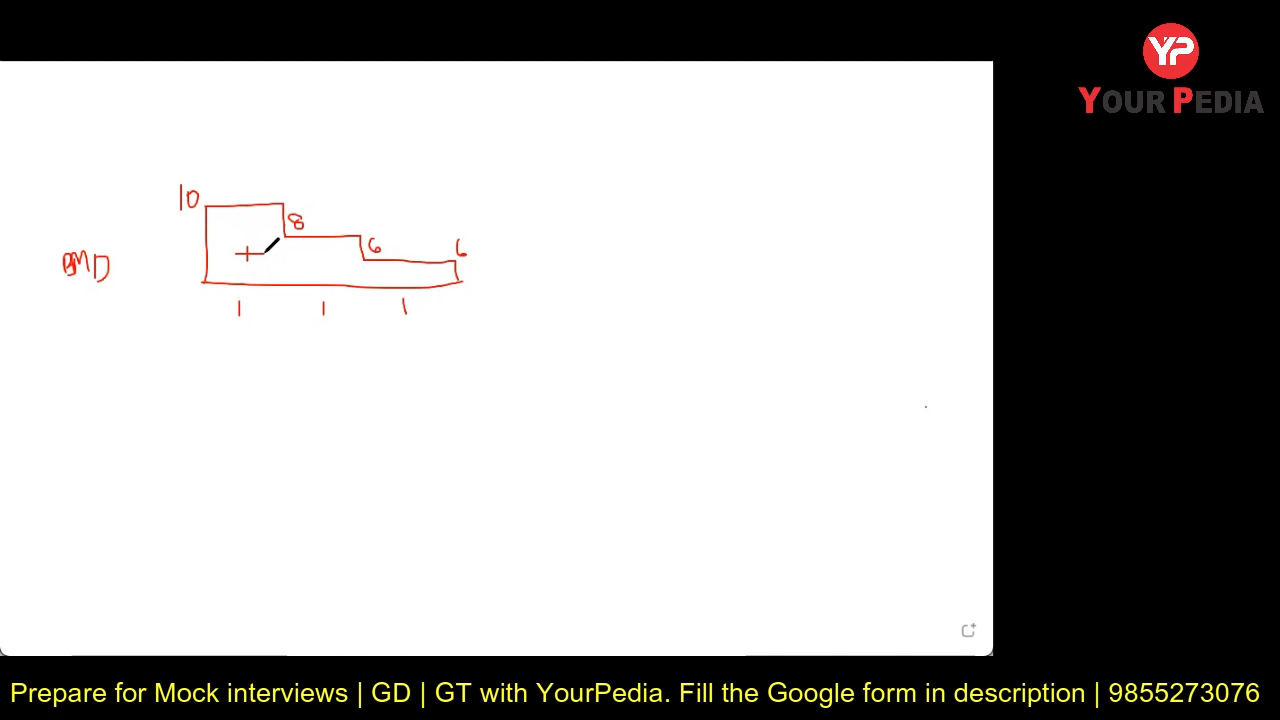 YP
YOUR PEDIA
10
8
6
6
BMD
+
1 1 1
Prepare for Mock interviews | GD | GT with YourPedia. Fill the Google form in description | 9855273076